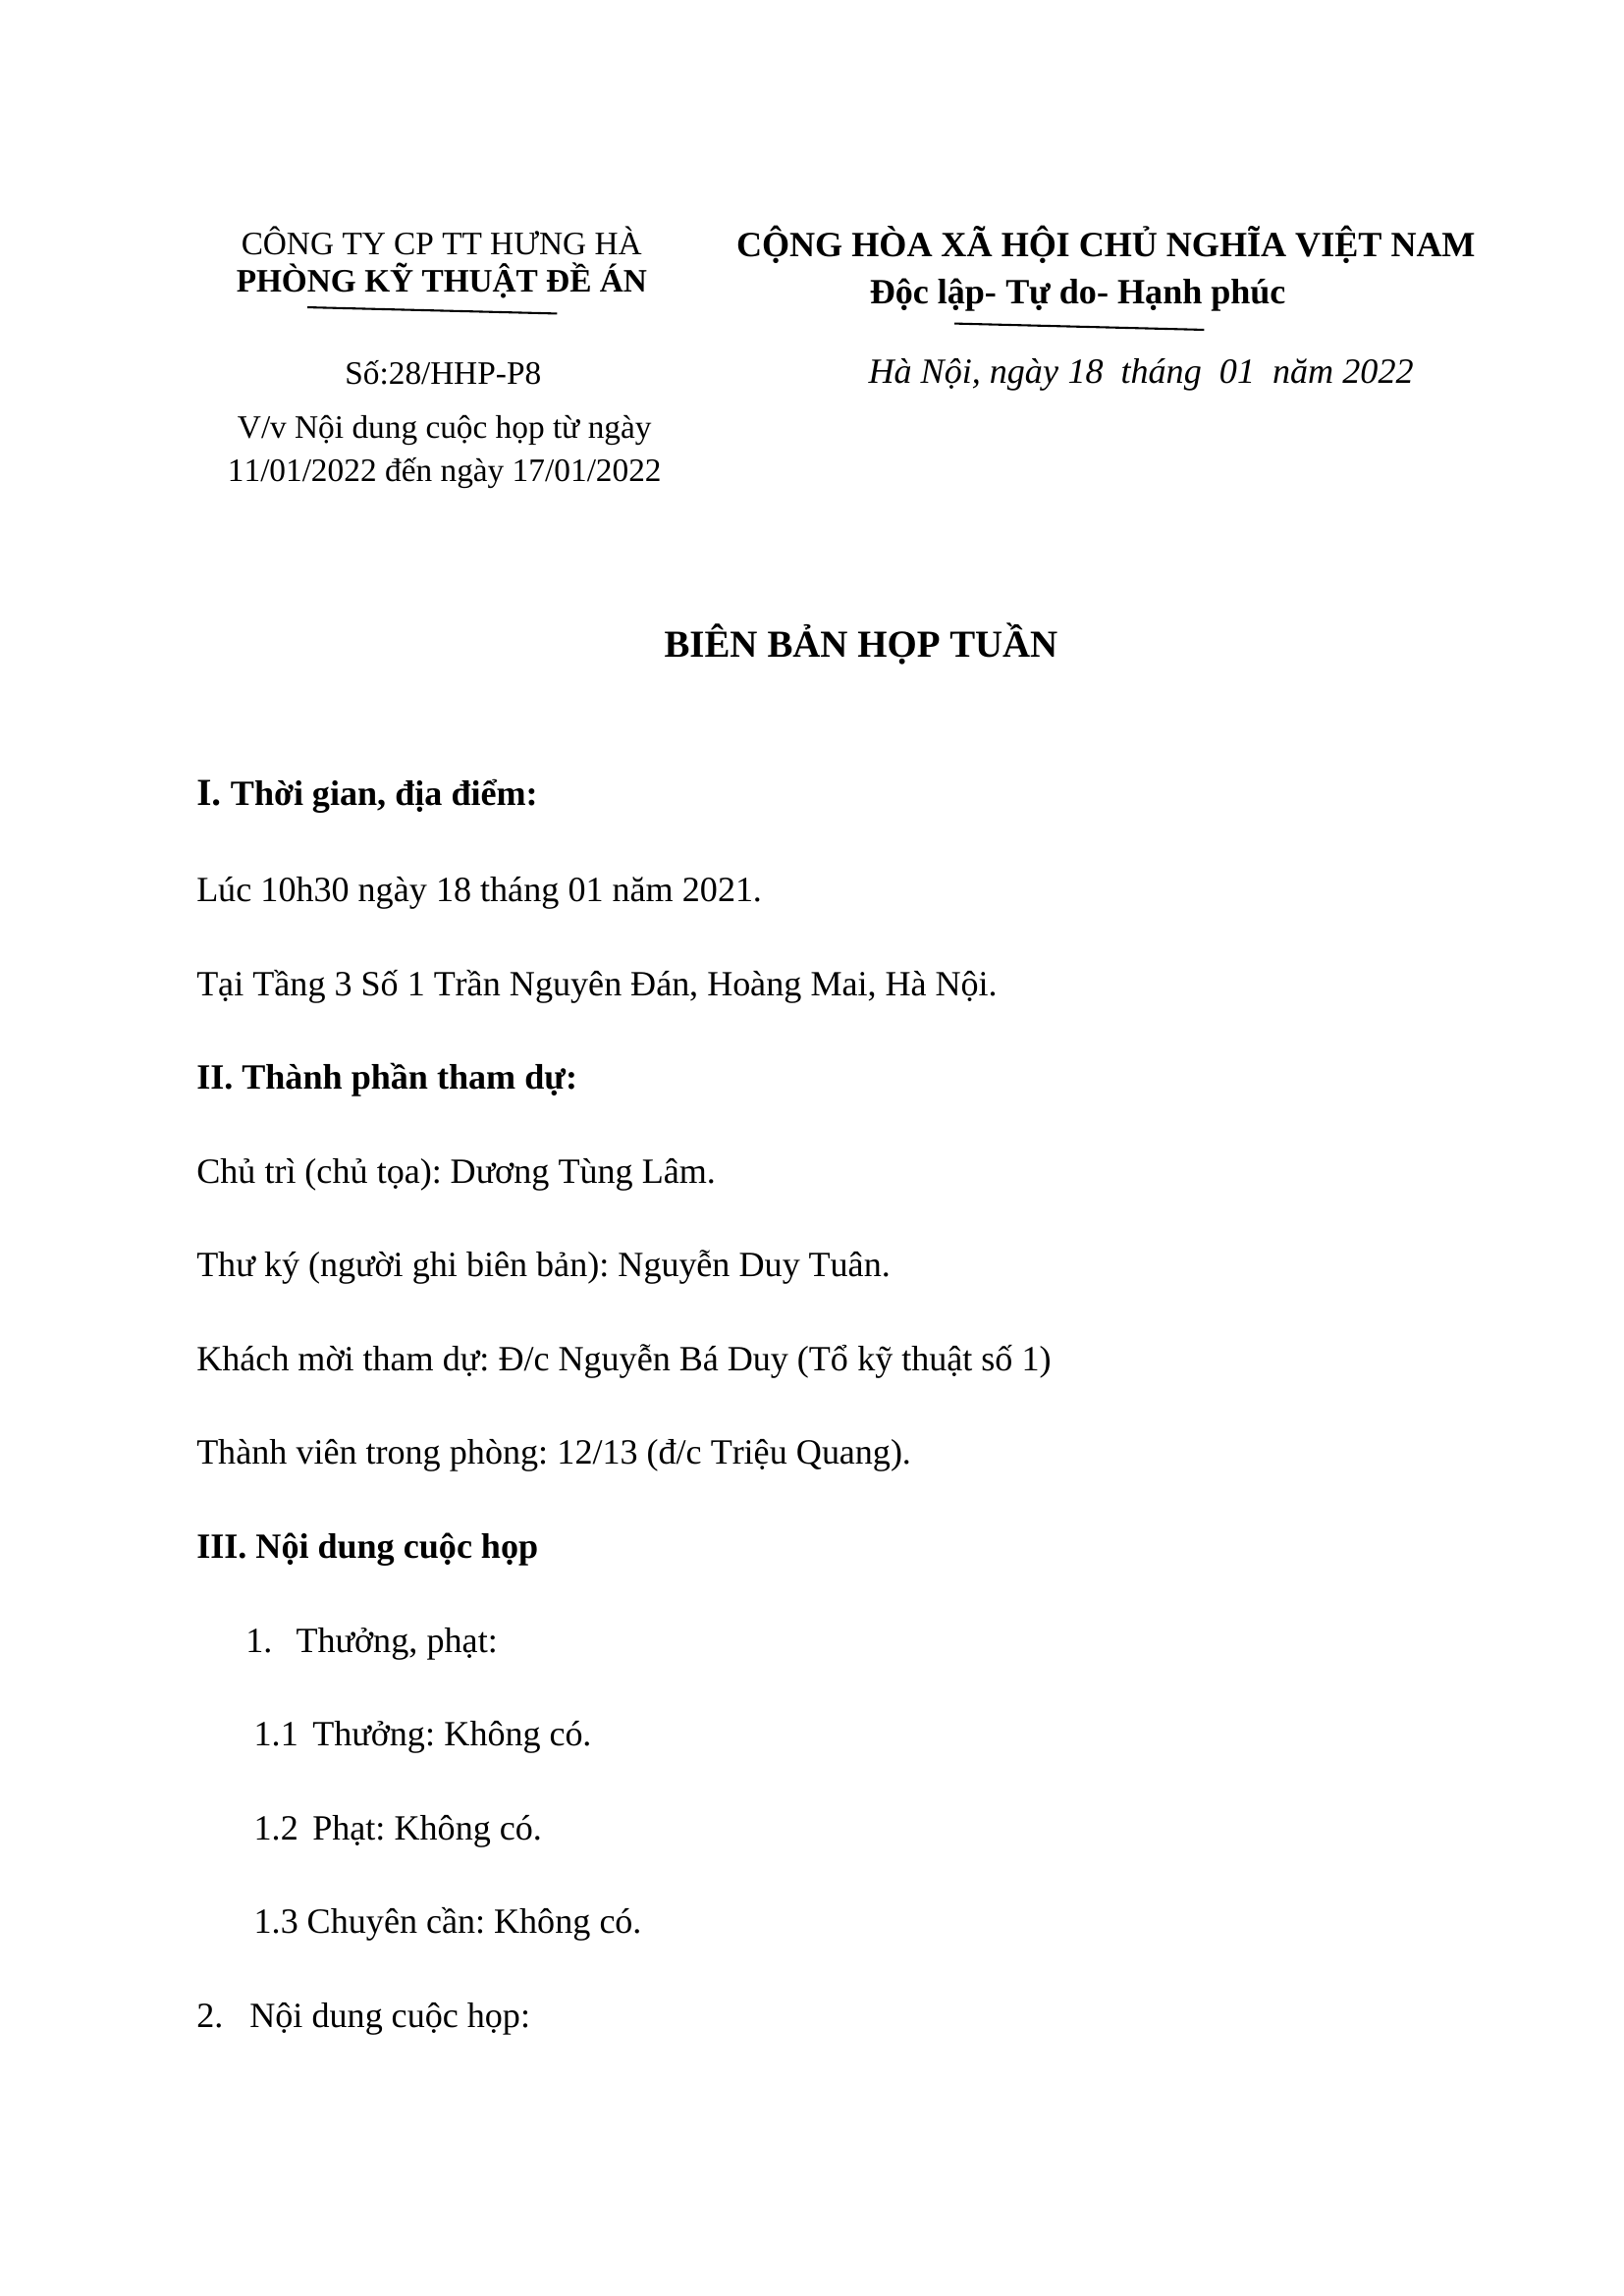 CÔNG TY CP TT HƯNG HÀ
PHÒNG KỸ THUẬT ĐỀ ÁN
Số:28/HHP-P8
V/v Nội dung cuộc họp từ ngày
11/01/2022 đến ngày 17/01/2022
CỘNG HÒA XÃ HỘI CHỦ NGHĨA VIỆT NAM
Độc lập- Tự do- Hạnh phúc
Hà Nội, ngày 18 tháng 01 năm 2022
BIÊN BẢN HỌP TUẦN
I. Thời gian, địa điểm:
Lúc 10h30 ngày 18 tháng 01 năm 2021.
Tại Tầng 3 Số 1 Trần Nguyên Đán, Hoàng Mai, Hà Nội.
II. Thành phần tham dự:
Chủ trì (chủ tọa): Dương Tùng Lâm.
Thư ký (người ghi biên bản): Nguyễn Duy Tuân.
Khách mời tham dự: Đ/c Nguyễn Bá Duy (Tổ kỹ thuật số 1)
Thành viên trong phòng: 12/13 (đ/c Triệu Quang).
III. Nội dung cuộc họp
1. Thưởng, phạt:
1.1 Thưởng: Không có.
1.2 Phạt: Không có.
1.3 Chuyên cần: Không có.
2. Nội dung cuộc họp: